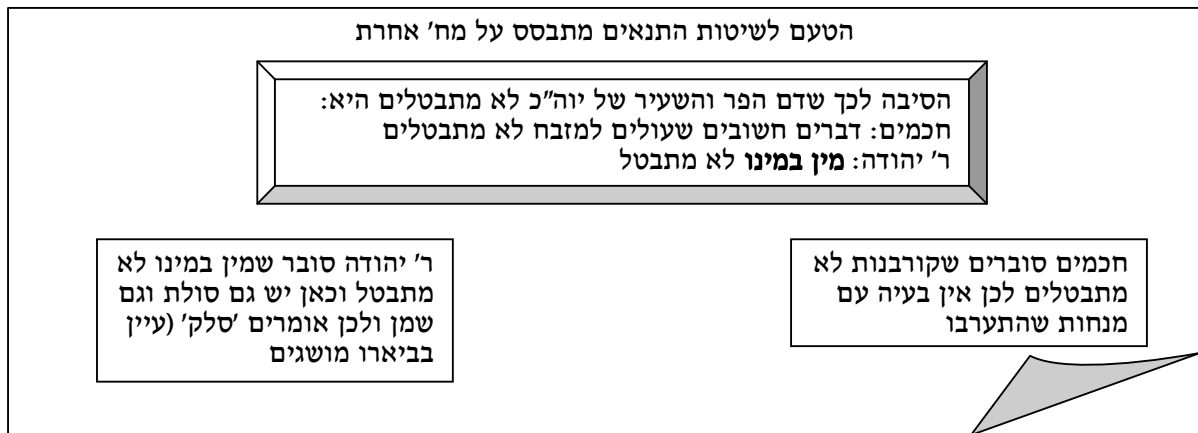 הטעם לשיטות התנאים מתבסס על מח' אחרת
הסיבה לכך שדם הפר והשעיר של יוה"כ לא מתבטלים היא:
חכמים: דברים חשובים שעולים למזבח לא מתבטלים
ר' יהודה: מין במינו לא מתבטל
חכמים סוברים שקורבנות לא
מתבטלים לכן אין בעיה עם
מנחות שהתערבו
ר' יהודה סובר שמין במינו לא
מתבטל וכאן יש גם סולת וגם
שמן ולכן אומרים 'סלק' (עיין
בביארו מושגים